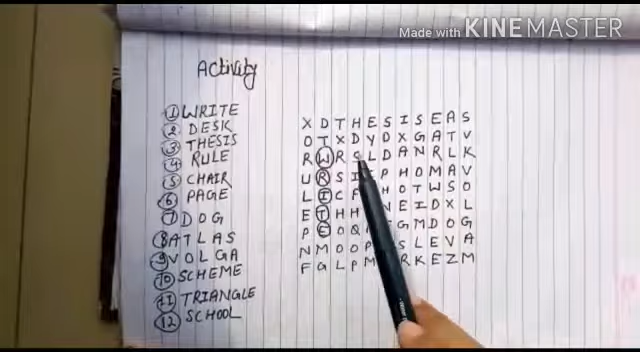 Made with KINEMASTER
Activity
1 WRITE
2 DESK
3 THESIS
4 RULE
5 CHAIR
6 PAGE
7 DOG
8 ATLAS
9 VOLGA
10 SCHEME
11 TRIANGLE
12 SCHOOL
X D T H E S I S E A S
O T X D Y D X G A T V
R W R S L D A N R L K
U R S I P H O M A V
L I C F H O T W S O
E T H H N E I D X L
P E O Q G M D O G
N M O O P S L E V A
F G L P M R K E Z M